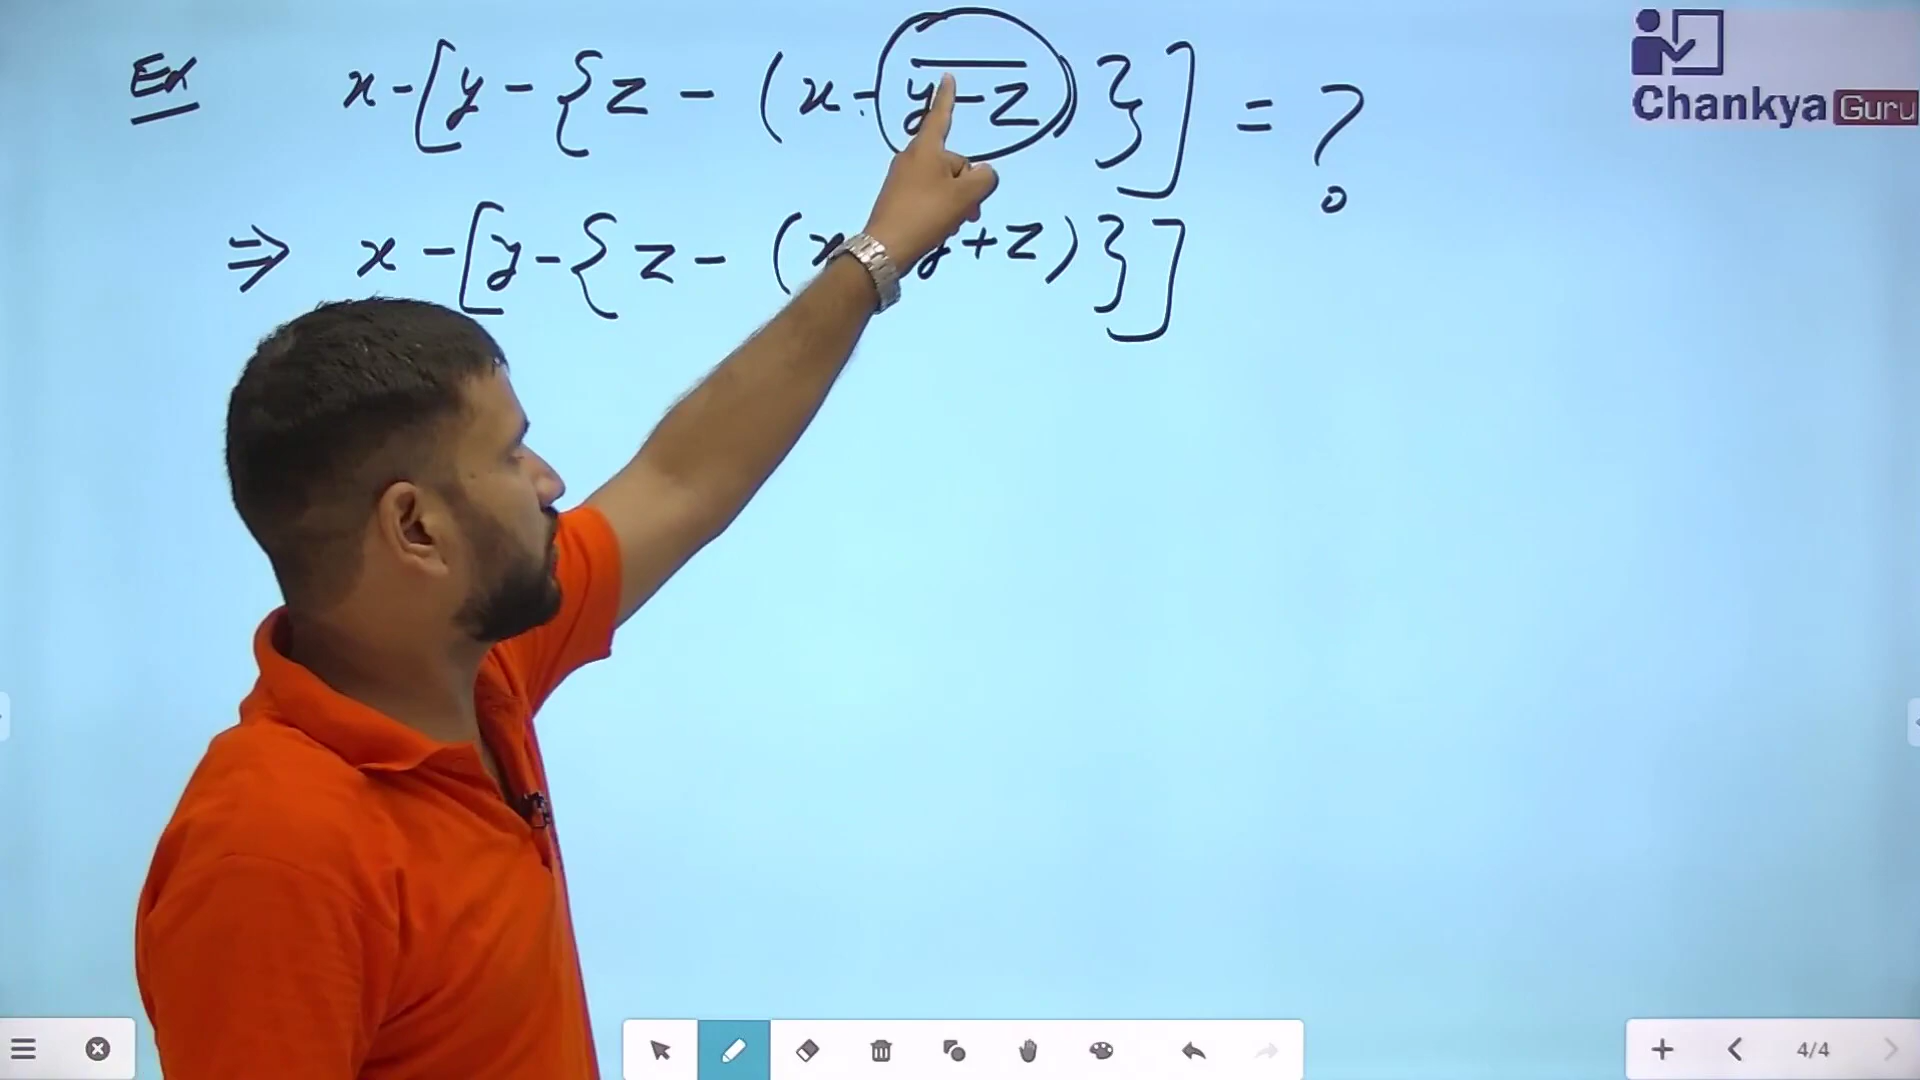 Ex x-[y-{z-(x-y̅-̅z̅)}] = ?
⇒ x-[y-{z-(x y+z)}]
Chankya Guru
4/4